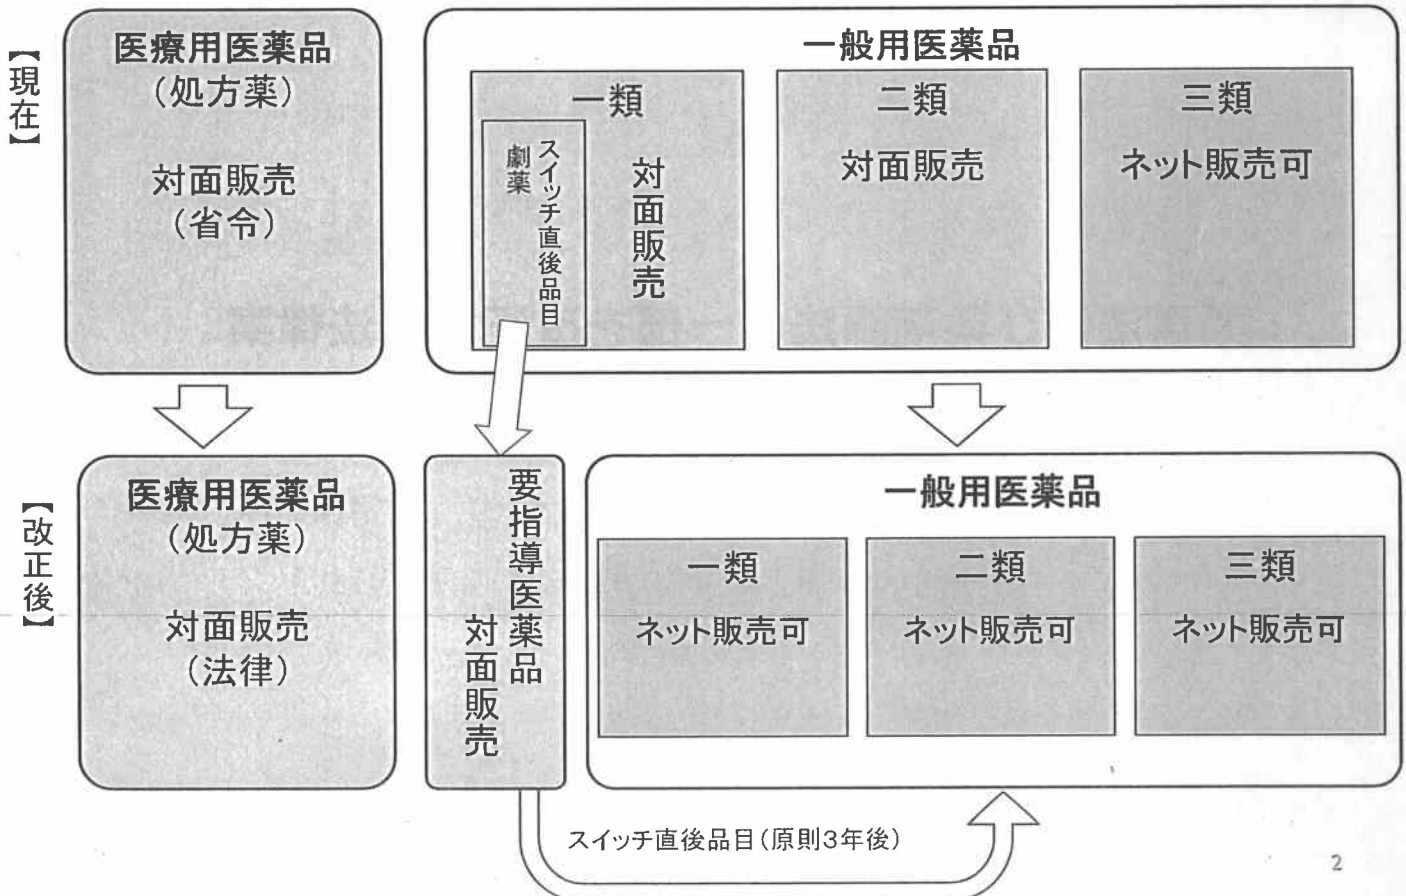 【現在】
医療用医薬品
(処方薬)
対面販売
(省令)
一般用医薬品
一類
スイッチ直後品目
劇薬
対面販売
二類
対面販売
三類
ネット販売可
【改正後】
医療用医薬品
(処方薬)
対面販売
(法律)
要指導医薬品
対面販売
一般用医薬品
一類
ネット販売可
二類
ネット販売可
三類
ネット販売可
スイッチ直後品目(原則3年後)
2